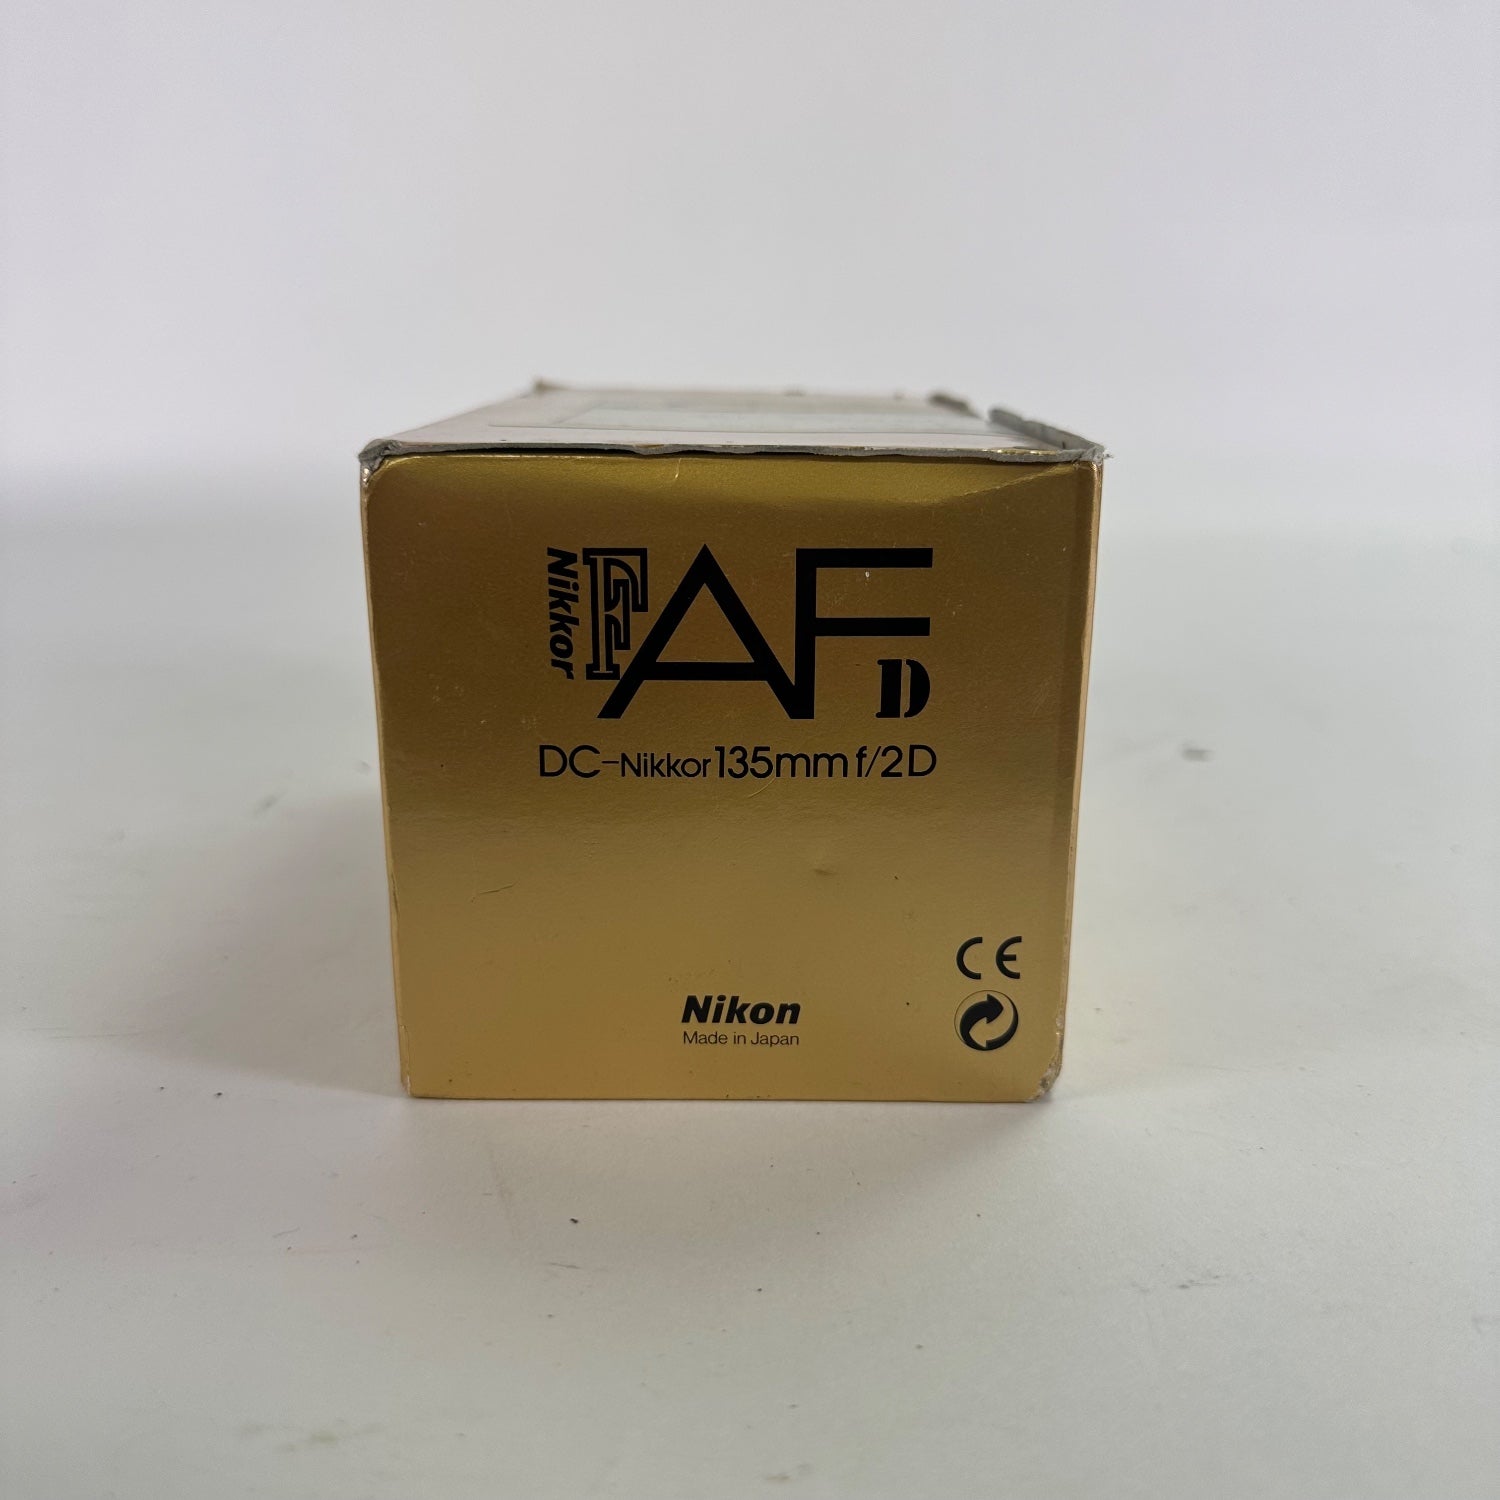 Nikkor
AF
D
DC-Nikkor 135mm f/2D
CE
Nikon
Made in Japan